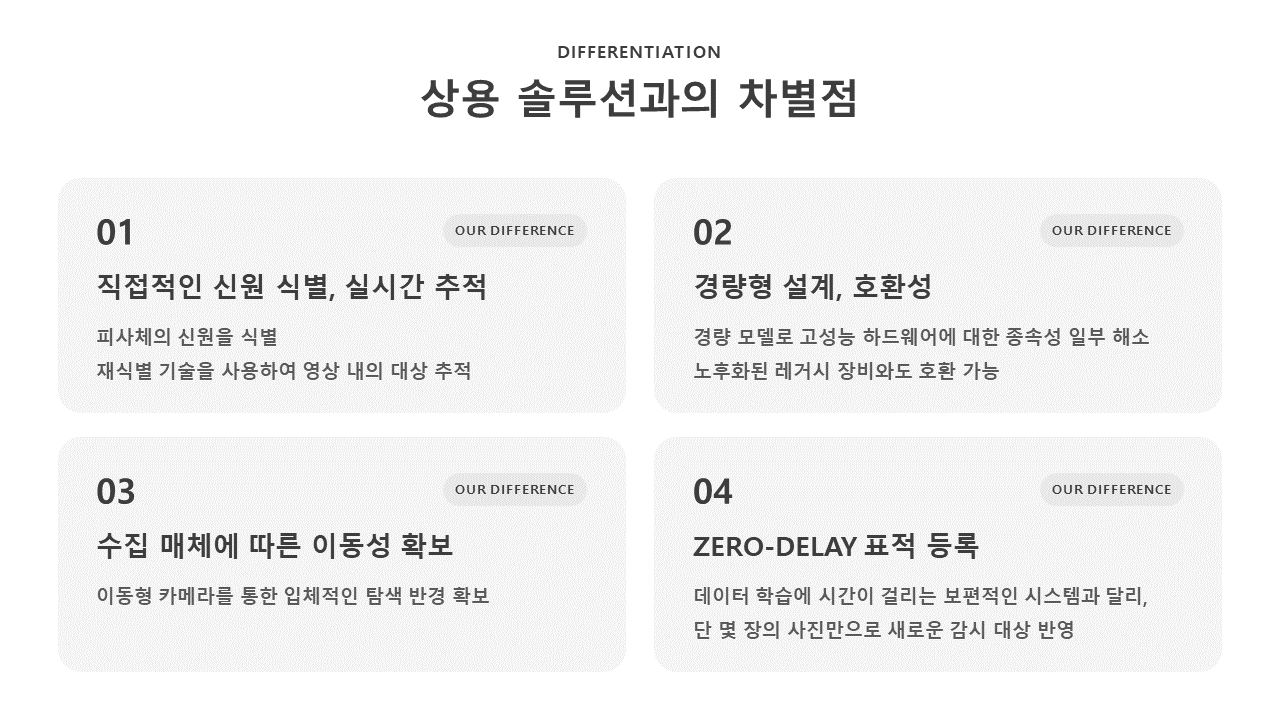 DIFFERENTIATION
상용 솔루션과의 차별점
01
OUR DIFFERENCE
직접적인 신원 식별, 실시간 추적
피사체의 신원을 식별
재식별 기술을 사용하여 영상 내의 대상 추적
02
OUR DIFFERENCE
경량형 설계, 호환성
경량 모델로 고성능 하드웨어에 대한 종속성 일부 해소
노후화된 레거시 장비와도 호환 가능
03
OUR DIFFERENCE
수집 매체에 따른 이동성 확보
이동형 카메라를 통한 입체적인 탐색 반경 확보
04
OUR DIFFERENCE
ZERO-DELAY 표적 등록
데이터 학습에 시간이 걸리는 보편적인 시스템과 달리,
단 몇 장의 사진만으로 새로운 감시 대상 반영